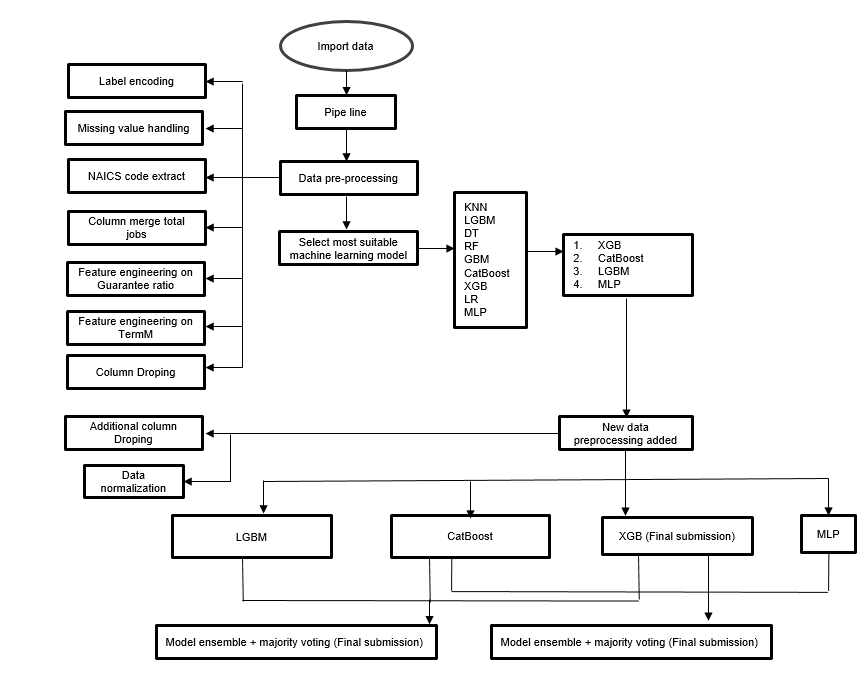 Import data
Pipe line
Data pre-processing
Select most suitable
machine learning model
Label encoding
Missing value handling
NAICS code extract
Column merge total
jobs
Feature engineering on
Guarantee ratio
Feature engineering on
TermM
Column Droping
KNN
LGBM
DT
RF
GBM
CatBoost
XGB
LR
MLP
1. XGB
2. CatBoost
3. LGBM
4. MLP
New data
preprocessing added
Additional column
Droping
Data
normalization
LGBM
CatBoost
XGB (Final submission)
MLP
Model ensemble + majority voting (Final submission)
Model ensemble + majority voting (Final submission)